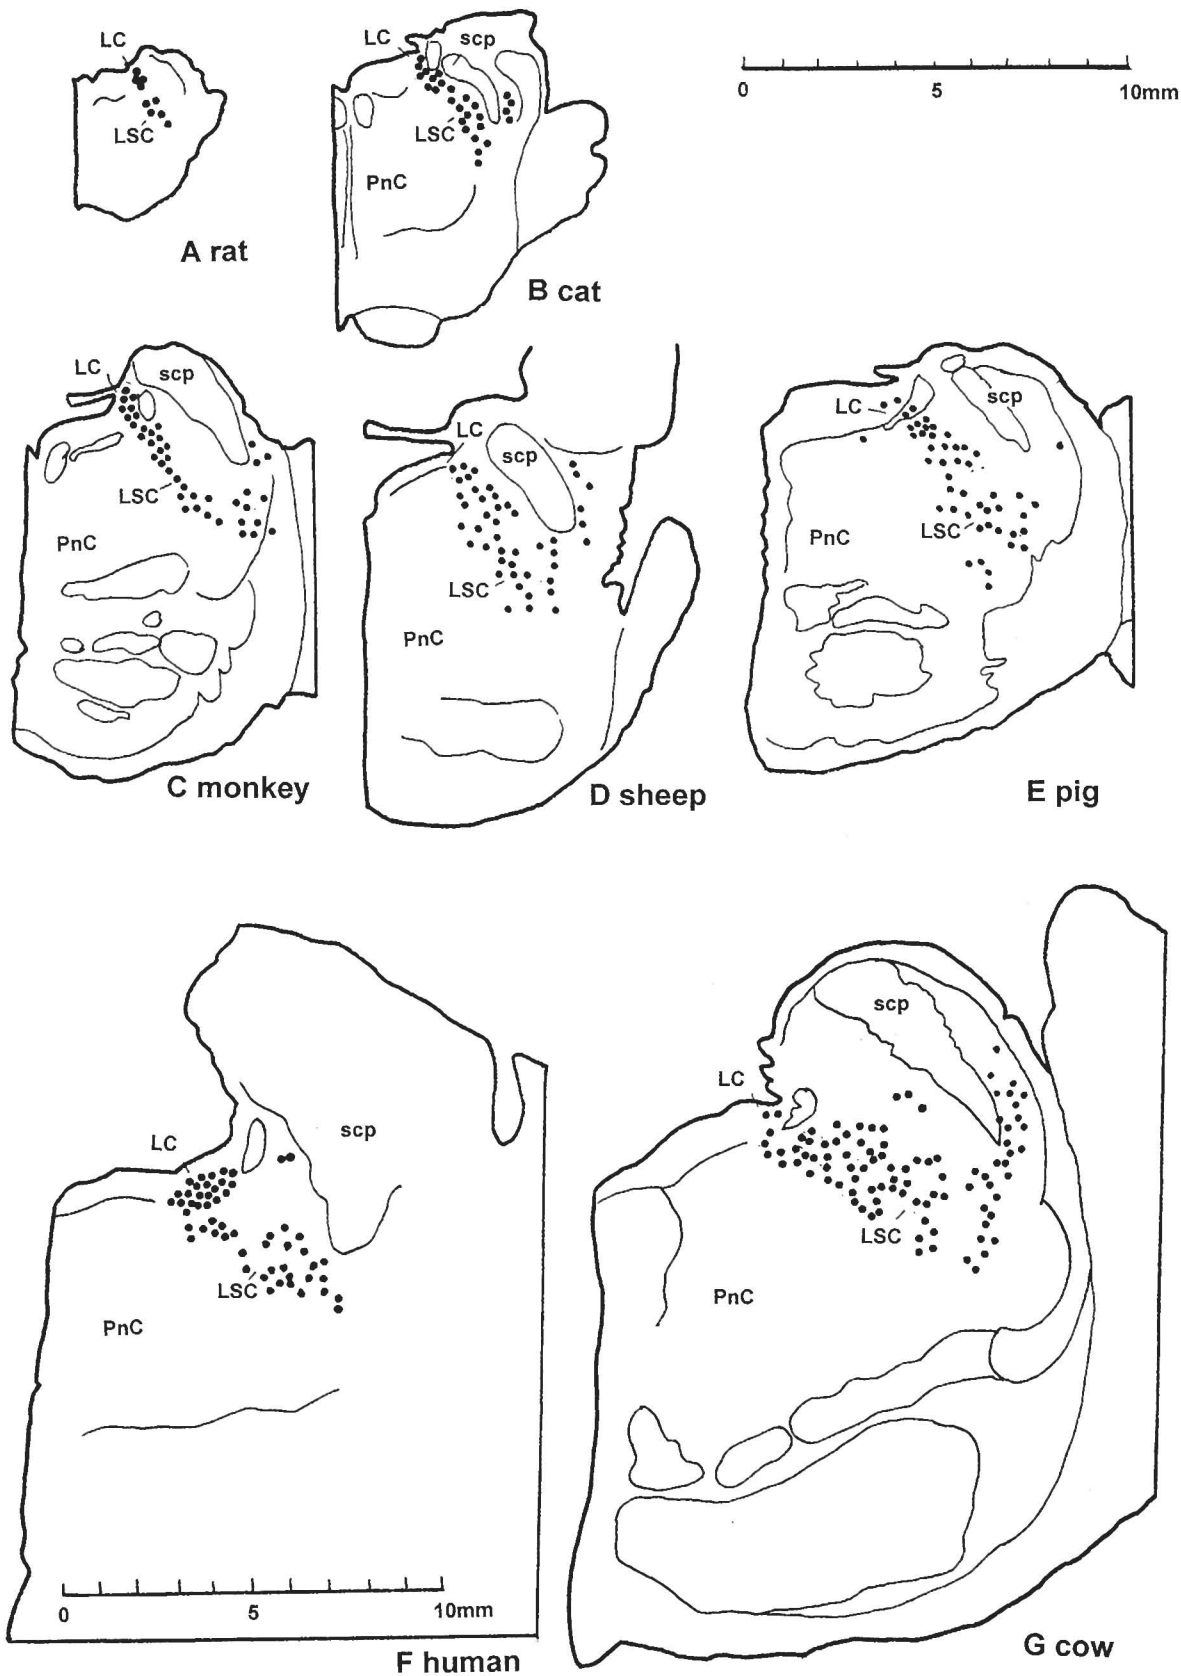 LC
LSC
A rat
LC
scp
LSC
PnC
B cat
0 5 10mm
LC
scp
LSC
PnC
C monkey
LC
scp
LSC
PnC
D sheep
LC
scp
LSC
PnC
E pig
LC
scp
LSC
PnC
0 5 10mm
F human
scp
LC
LSC
PnC
G cow